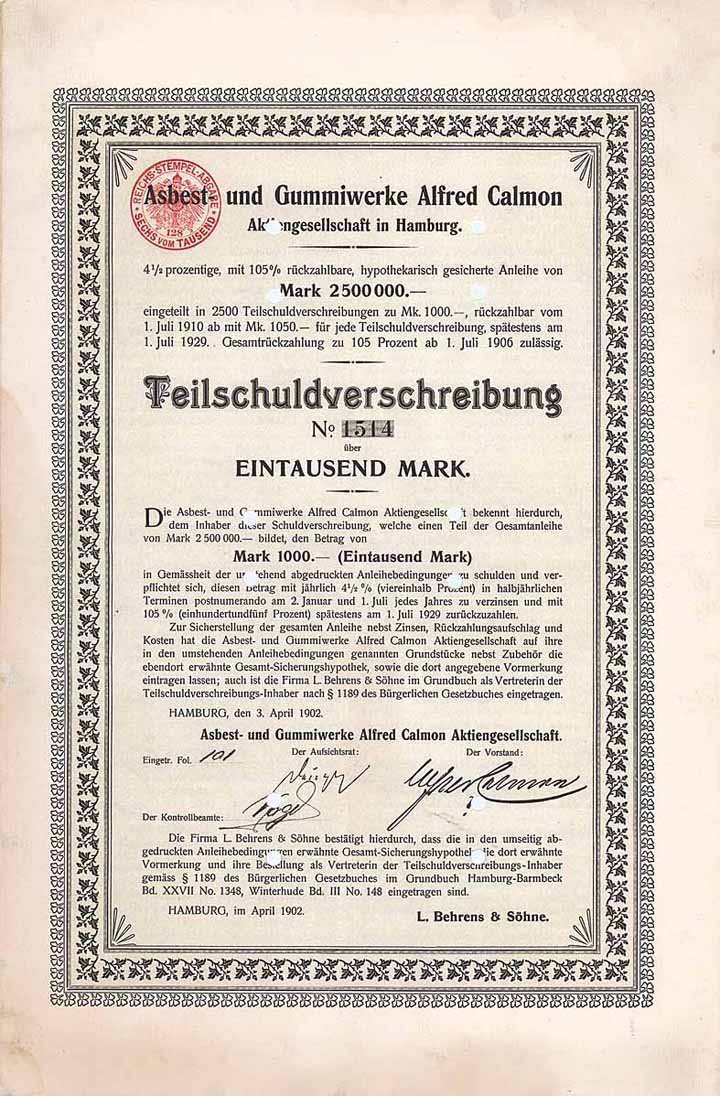 REICHS-STEMPEL-ABGABE
128
SECHS VOM TAUSEND
Asbest- und Gummiwerke Alfred Calmon
Aktiengesellschaft in Hamburg.
4½ prozentige, mit 105% rückzahlbare, hypothekarisch gesicherte Anleihe von
Mark 2500000.—
eingeteilt in 2500 Teilschuldverschreibungen zu Mk. 1000.—, rückzahlbar vom
1. Juli 1910 ab mit Mk. 1050.— für jede Teilschuldverschreibung, spätestens am
1. Juli 1929.. Gesamtrückzahlung zu 105 Prozent ab 1. Juli 1906 zulässig.
Teilschuldverschreibung
No. 1514
über
EINTAUSEND MARK.
Die Asbest- und Gummiwerke Alfred Calmon Aktiengesellschaft bekennt hierdurch,
dem Inhaber dieser Schuldverschreibung, welche einen Teil der Gesamtanleihe
von Mark 2 500 000.— bildet, den Betrag von
Mark 1000.— (Eintausend Mark)
in Gemässheit der umstehend abgedruckten Anleihebedingungen zu schulden und ver-
pflichtet sich, diesen Betrag mit jährlich 4½% (viereinhalb Prozent) in halbjährlichen
Terminen postnumerando am 2. Januar und 1. Juli jedes Jahres zu verzinsen und mit
105% (einhundertundfünf Prozent) spätestens am 1. Juli 1929 zurückzuzahlen.
Zur Sicherstellung der gesamten Anleihe nebst Zinsen, Rückzahlungsaufschlag und
Kosten hat die Asbest- und Gummiwerke Alfred Calmon Aktiengesellschaft auf ihre
in den umstehenden Anleihebedingungen genannten Grundstücke nebst Zubehör die
ebendort erwähnte Gesamt-Sicherungshypothek, sowie die dort angegebene Vormerkung
eintragen lassen; auch ist die Firma L. Behrens & Söhne im Grundbuch als Vertreterin der
Teilschuldverschreibungs-Inhaber nach § 1189 des Bürgerlichen Gesetzbuches eingetragen.
HAMBURG, den 3. April 1902.
Asbest- und Gummiwerke Alfred Calmon Aktiengesellschaft.
Eingetr. Fol. 101 Der Aufsichtsrat: Der Vorstand:
Alfred Calmon
Der Kontrollbeamte:
Die Firma L. Behrens & Söhne bestätigt hierdurch, dass die in den umseitig ab-
gedruckten Anleihebedingungen erwähnte Gesamt-Sicherungshypothek, die dort erwähnte
Vormerkung und ihre Bestellung als Vertreterin der Teilschuldverschreibungs-Inhaber
gemäss § 1189 des Bürgerlichen Gesetzbuches im Grundbuch Hamburg-Barmbeck
Bd. XXVII No. 1348, Winterhude Bd. III No. 148 eingetragen sind.
HAMBURG, im April 1902.
L. Behrens & Söhne.